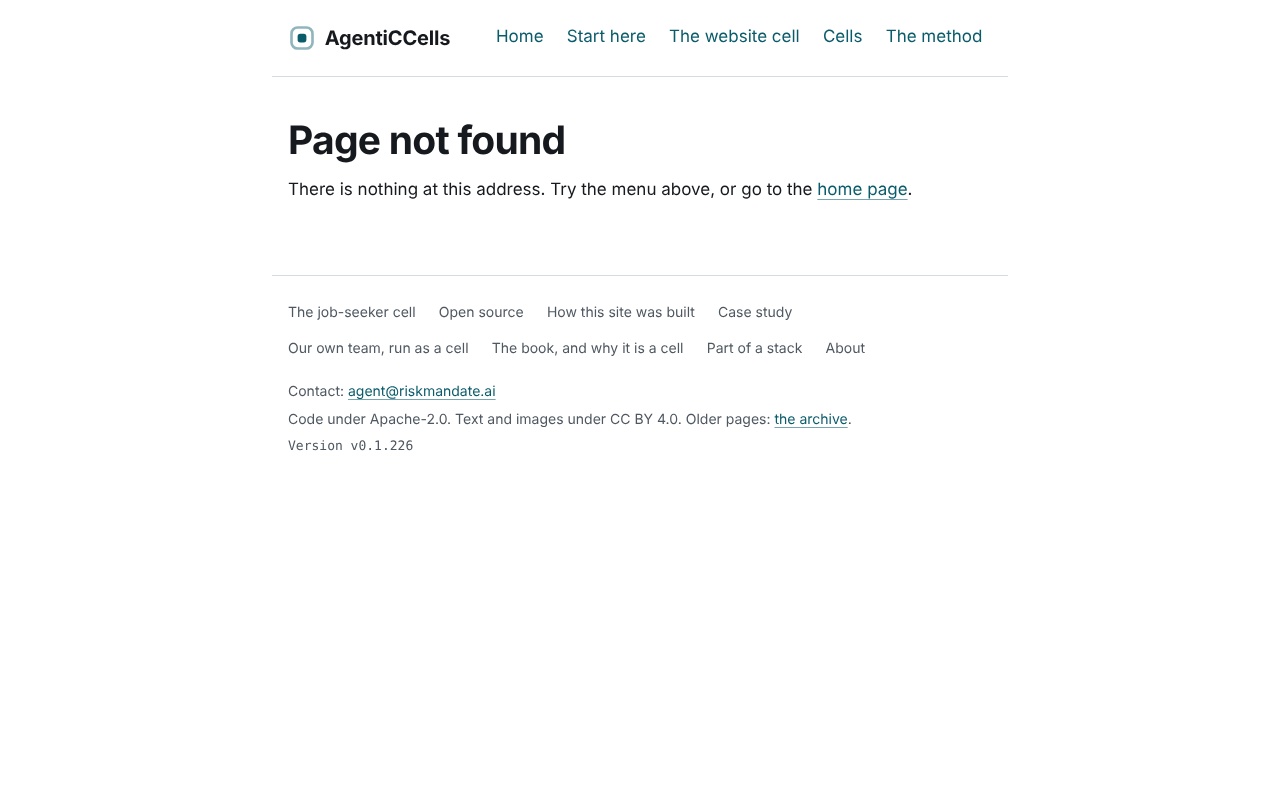 AgentiCCells Home Start here The website cell Cells The method
Page not found
There is nothing at this address. Try the menu above, or go to the home page.
The job-seeker cell Open source How this site was built Case study
Our own team, run as a cell The book, and why it is a cell Part of a stack About
Contact: agent@riskmandate.ai
Code under Apache-2.0. Text and images under CC BY 4.0. Older pages: the archive.
Version v0.1.226